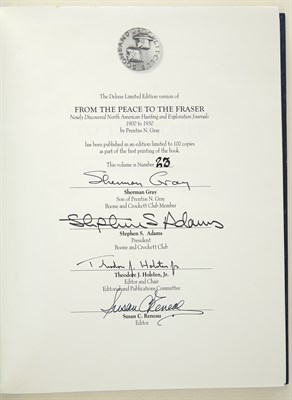 The Deluxe Limited Edition version of
FROM THE PEACE TO THE FRASER
Newly Discovered North American Hunting and Exploration Journals
1900 to 1930
by Prentiss N. Gray
has been published in an edition limited to 100 copies
as part of the first printing of the book.
This volume is Number 23
Sherman Gray
Sherman Gray
Son of Prentiss N. Gray
Boone and Crockett Club Member
Stephen S Adams
Stephen S. Adams
President
Boone and Crockett Club
Theodore J. Holsten Jr
Theodore J. Holsten, Jr.
Editor and Chair
Editorial and Publications Committee
Susan C Reneau
Susan C. Reneau
Editor